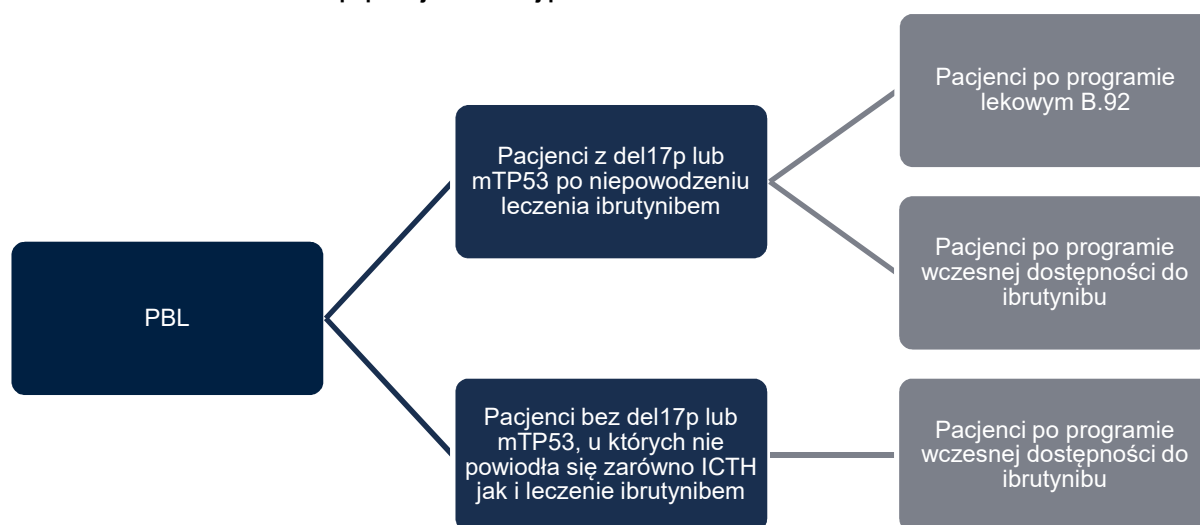 Pacjenci po programie
lekowym B.92
Pacjenci z del17p lub
mTP53 po niepowodzeniu
leczenia ibrutynibem
Pacjenci po programie
wczesnej dostępności do
ibrutynibu
PBL
Pacjenci bez del17p lub
mTP53, u których nie
powiodła się zarówno ICTH
jak i leczenie ibrutynibem
Pacjenci po programie
wczesnej dostępności do
ibrutynibu